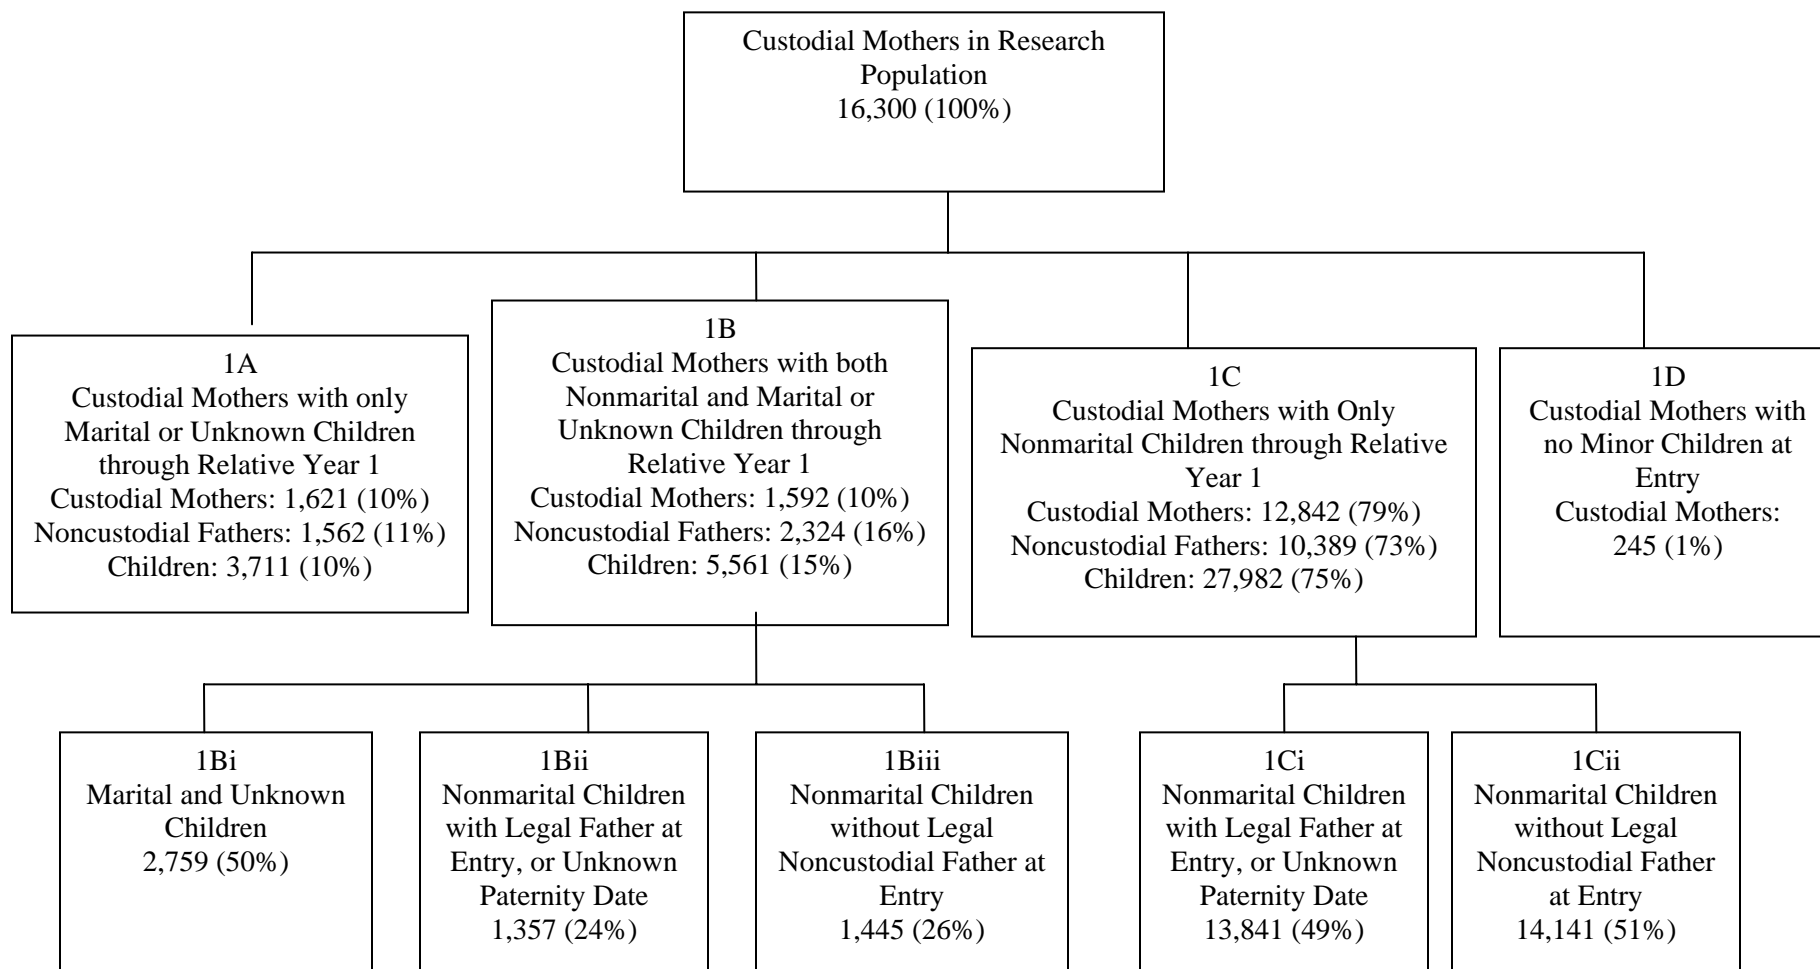 Custodial Mothers in Research
Population
16,300 (100%)
1A
Custodial Mothers with only
Marital or Unknown Children
through Relative Year 1
Custodial Mothers: 1,621 (10%)
Noncustodial Fathers: 1,562 (11%)
Children: 3,711 (10%)
1B
Custodial Mothers with both
Nonmarital and Marital or
Unknown Children through
Relative Year 1
Custodial Mothers: 1,592 (10%)
Noncustodial Fathers: 2,324 (16%)
Children: 5,561 (15%)
1C
Custodial Mothers with Only
Nonmarital Children through Relative
Year 1
Custodial Mothers: 12,842 (79%)
Noncustodial Fathers: 10,389 (73%)
Children: 27,982 (75%)
1D
Custodial Mothers with
no Minor Children at
Entry
Custodial Mothers:
245 (1%)
1Bi
Marital and Unknown
Children
2,759 (50%)
1Bii
Nonmarital Children
with Legal Father at
Entry, or Unknown
Paternity Date
1,357 (24%)
1Biii
Nonmarital Children
without Legal
Noncustodial Father at
Entry
1,445 (26%)
1Ci
Nonmarital Children
with Legal Father at
Entry, or Unknown
Paternity Date
13,841 (49%)
1Cii
Nonmarital Children
without Legal
Noncustodial Father
at Entry
14,141 (51%)